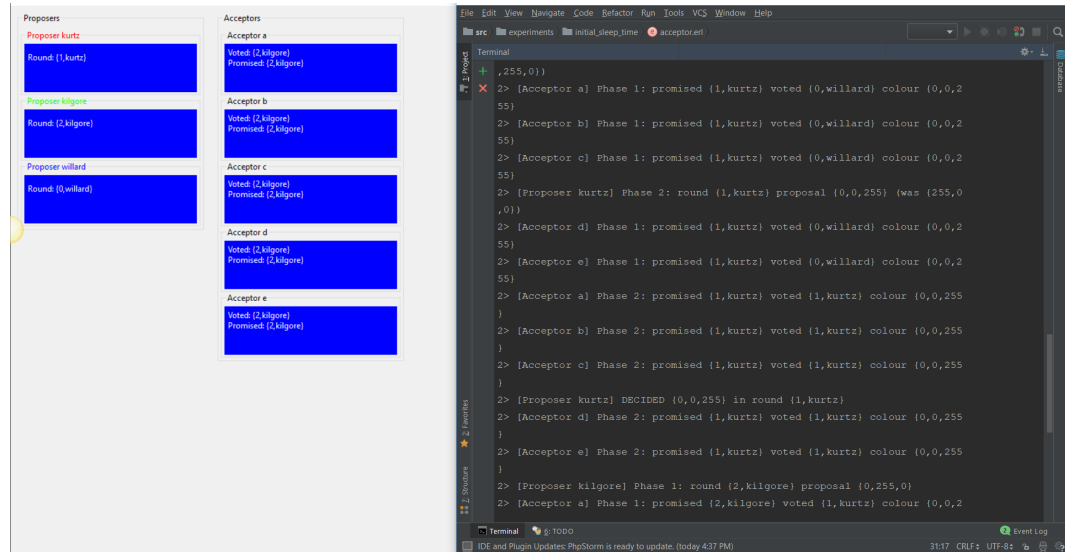 Proposers
Proposer kurtz
Round: {1,kurtz}
Proposer kilgore
Round: {2,kilgore}
Proposer willard
Round: {0,willard}
Acceptors
Acceptor a
Voted: {2,kilgore}
Promised: {2,kilgore}
Acceptor b
Voted: {2,kilgore}
Promised: {2,kilgore}
Acceptor c
Voted: {2,kilgore}
Promised: {2,kilgore}
Acceptor d
Voted: {2,kilgore}
Promised: {2,kilgore}
Acceptor e
Voted: {2,kilgore}
Promised: {2,kilgore}
File Edit View Navigate Code Refactor Run Tools VCS Window Help
src experiments initial_sleep_time acceptor.erl
Terminal
,255,0})
2> [Acceptor a] Phase 1: promised {1,kurtz} voted {0,willard} colour {0,0,2
55}
2> [Acceptor b] Phase 1: promised {1,kurtz} voted {0,willard} colour {0,0,2
55}
2> [Acceptor c] Phase 1: promised {1,kurtz} voted {0,willard} colour {0,0,2
55}
2> [Proposer kurtz] Phase 2: round {1,kurtz} proposal {0,0,255} (was {255,0
,0})
2> [Acceptor d] Phase 1: promised {1,kurtz} voted {0,willard} colour {0,0,2
55}
2> [Acceptor e] Phase 1: promised {1,kurtz} voted {0,willard} colour {0,0,2
55}
2> [Acceptor a] Phase 2: promised {1,kurtz} voted {1,kurtz} colour {0,0,255
}
2> [Acceptor b] Phase 2: promised {1,kurtz} voted {1,kurtz} colour {0,0,255
}
2> [Acceptor c] Phase 2: promised {1,kurtz} voted {1,kurtz} colour {0,0,255
}
2> [Proposer kurtz] DECIDED {0,0,255} in round {1,kurtz}
2> [Acceptor d] Phase 2: promised {1,kurtz} voted {1,kurtz} colour {0,0,255
}
2> [Acceptor e] Phase 2: promised {1,kurtz} voted {1,kurtz} colour {0,0,255
}
2> [Proposer kilgore] Phase 1: round {2,kilgore} proposal {0,255,0}
2> [Acceptor a] Phase 1: promised {2,kilgore} voted {1,kurtz} colour {0,0,2
1: Project
2: Favorites
7: Structure
Database
Terminal 6: TODO
2 Event Log
IDE and Plugin Updates: PhpStorm is ready to update. (today 4:37 PM)
31:17 CRLF UTF-8